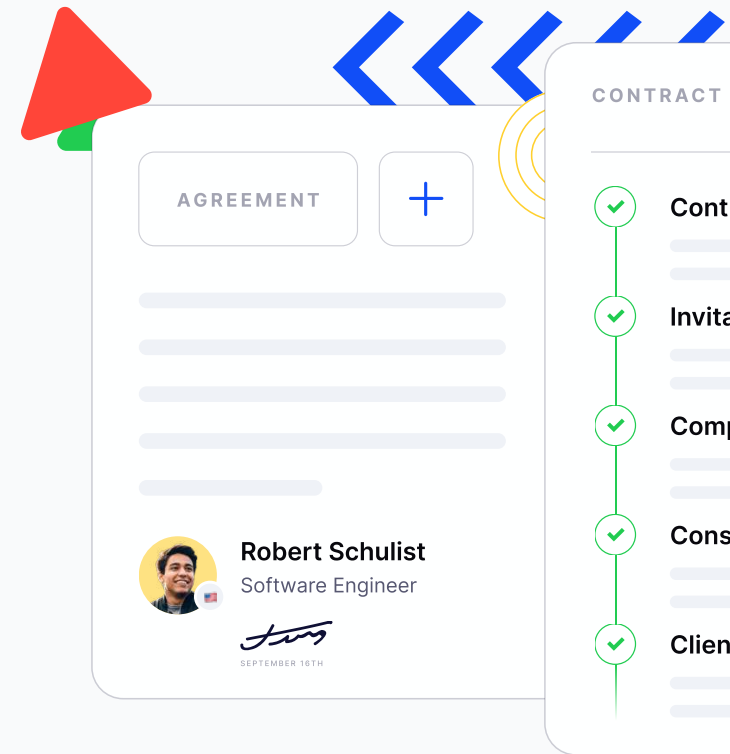 AGREEMENT
Robert Schulist
Software Engineer
SEPTEMBER 16TH
CONTRACT
Cont
Invita
Comp
Cons
Clien